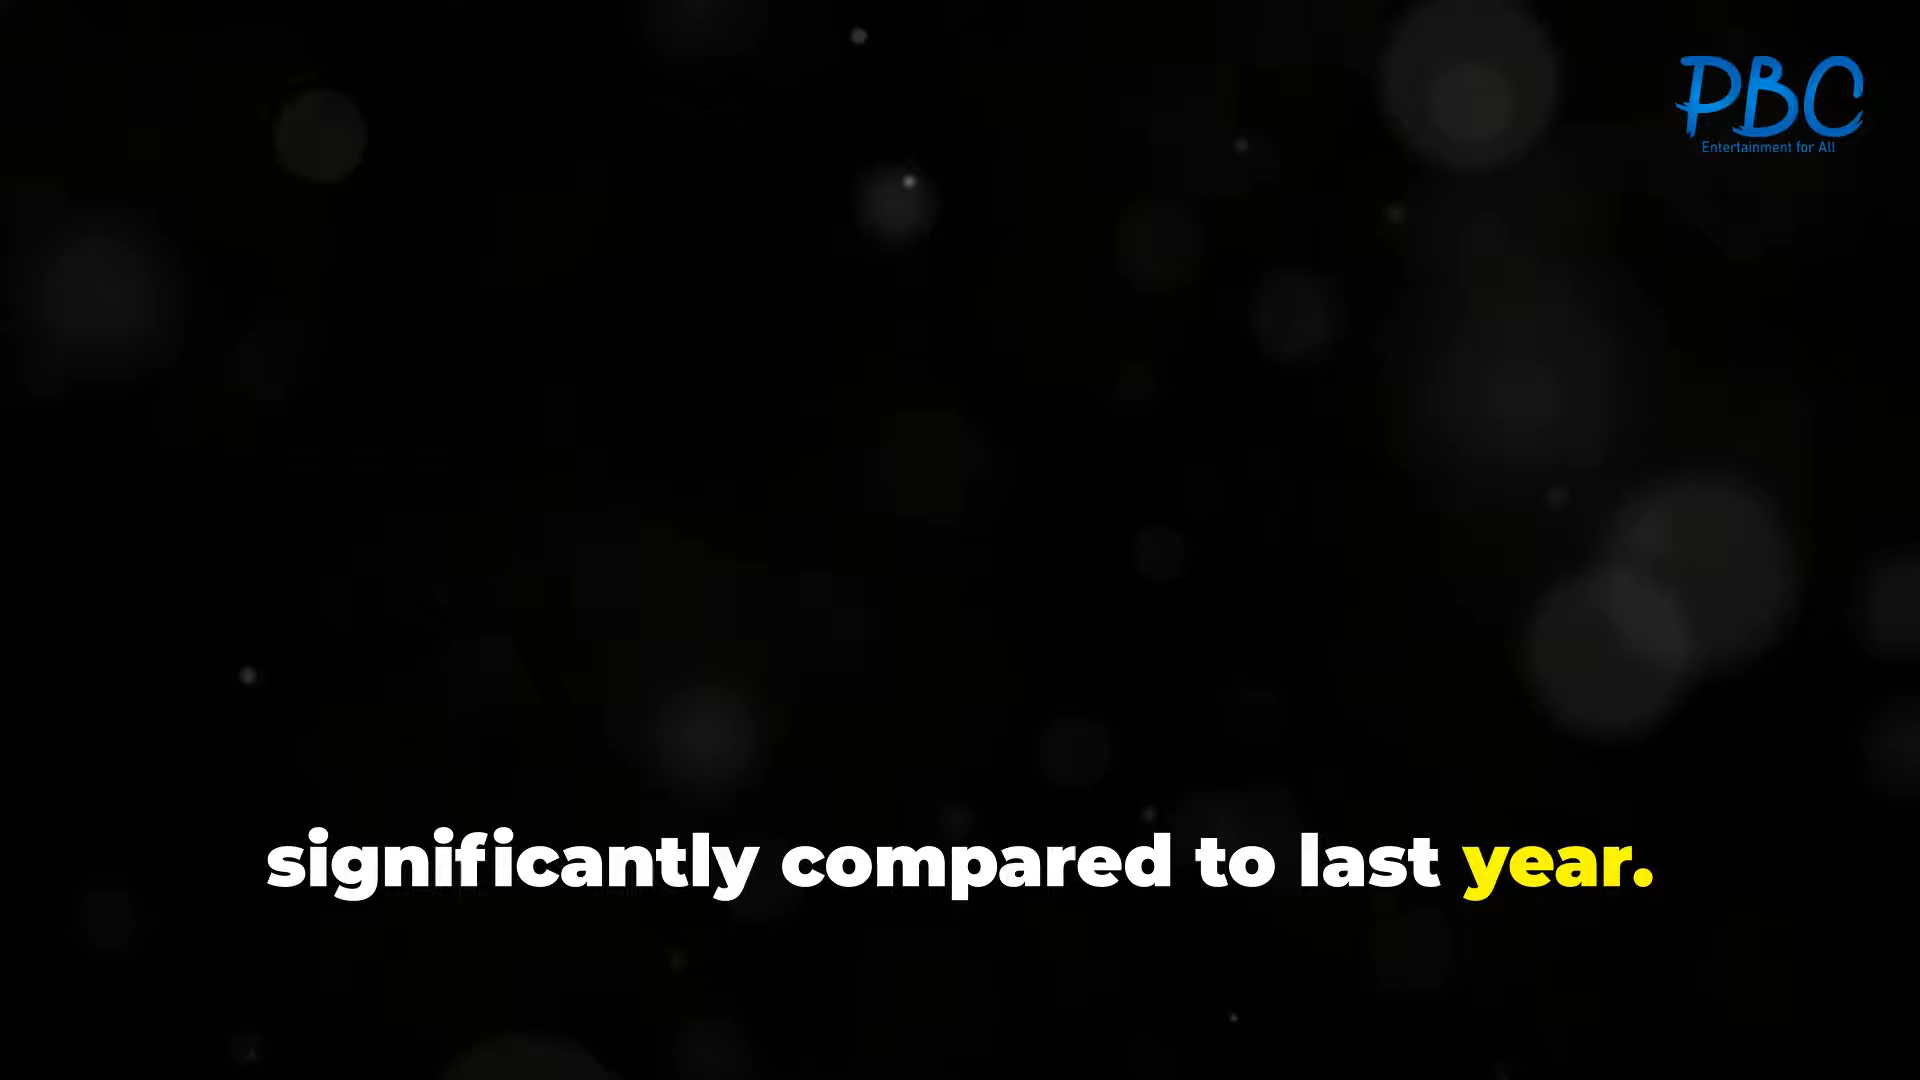 PBC
Entertainment for All
significantly compared to last year.